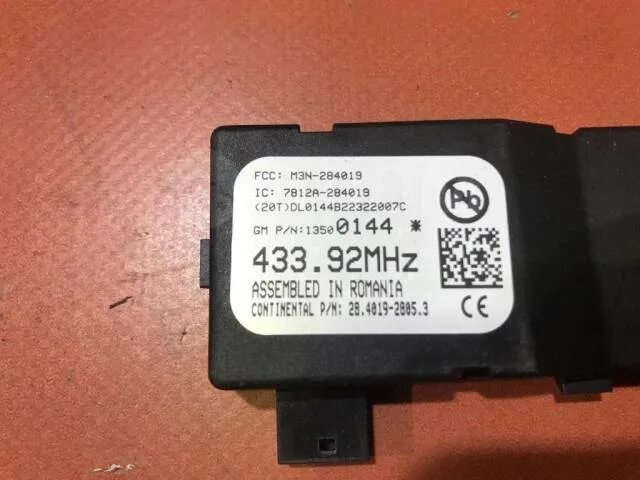 FCC: M3N-284019
IC: 7812A-284019
(20T)DL0144B22322007C
GM P/N:13500144 *
433.92MHz
ASSEMBLED IN ROMANIA
CONTINENTAL P/N: 28.4019-2805.3
Pb
CE